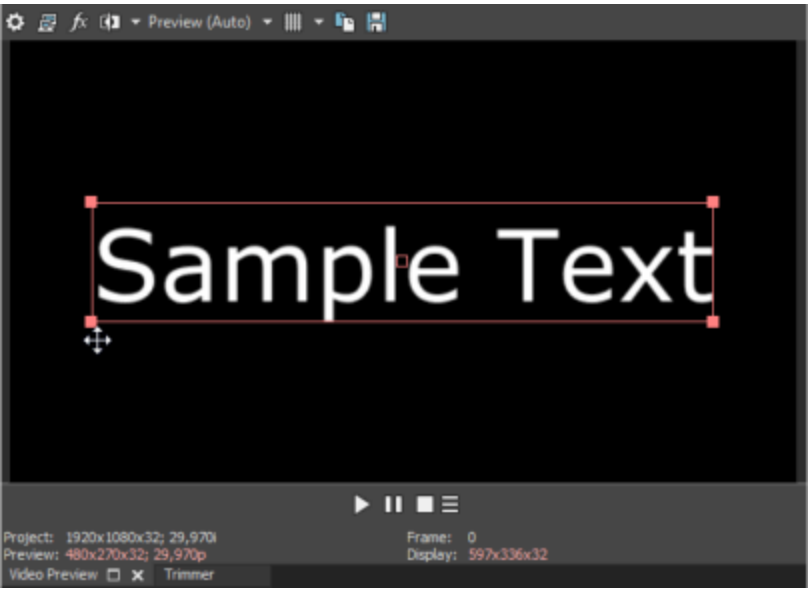 fx Preview (Auto)
Sample Text
Project: 1920x1080x32; 29,970i Frame: 0
Preview: 480x270x32; 29,970p Display: 597x336x32
Video Preview Trimmer